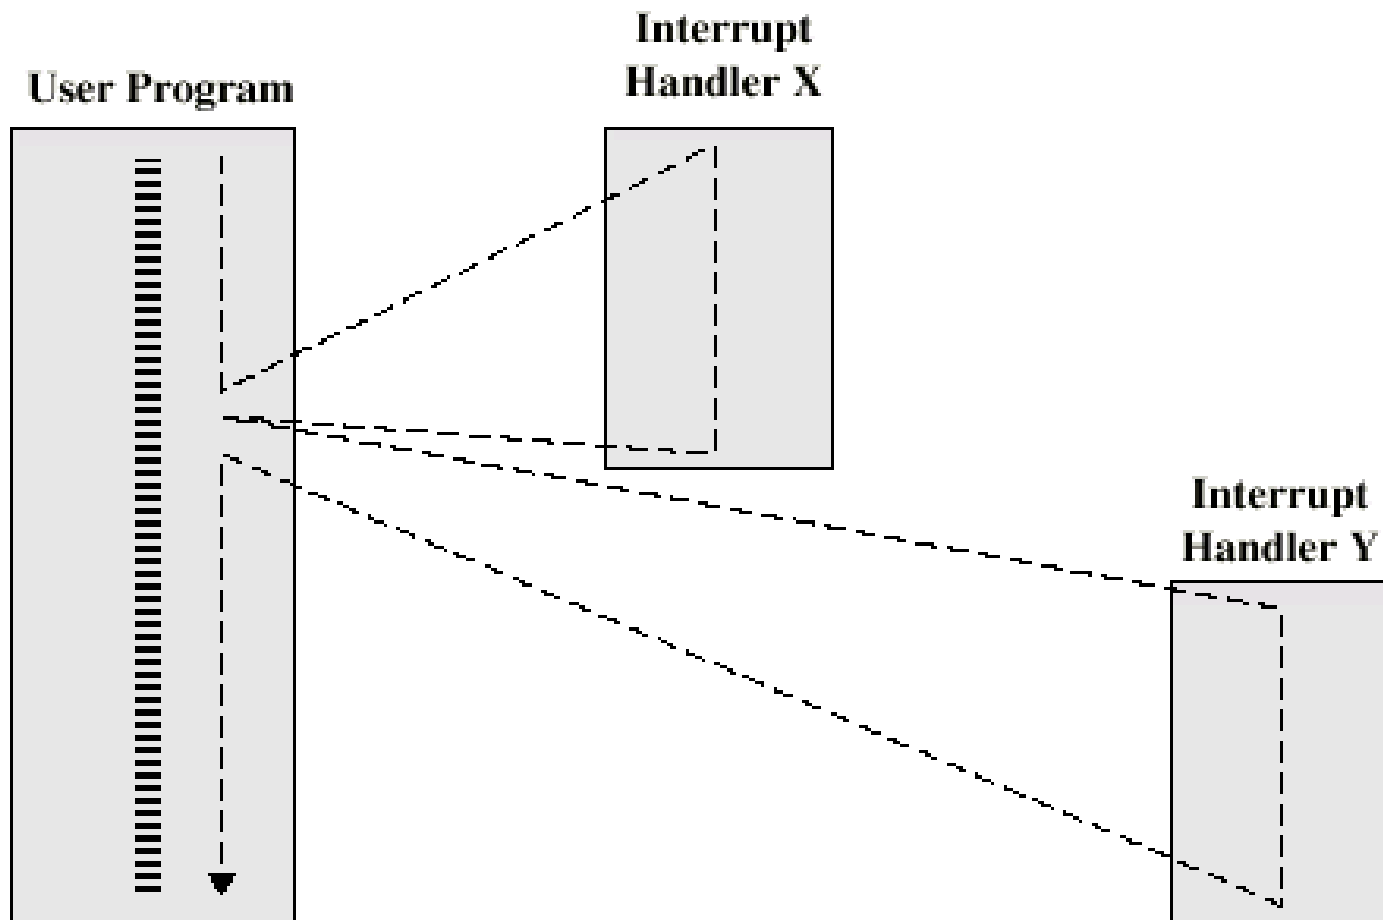 User Program
Interrupt
Handler X
Interrupt
Handler Y